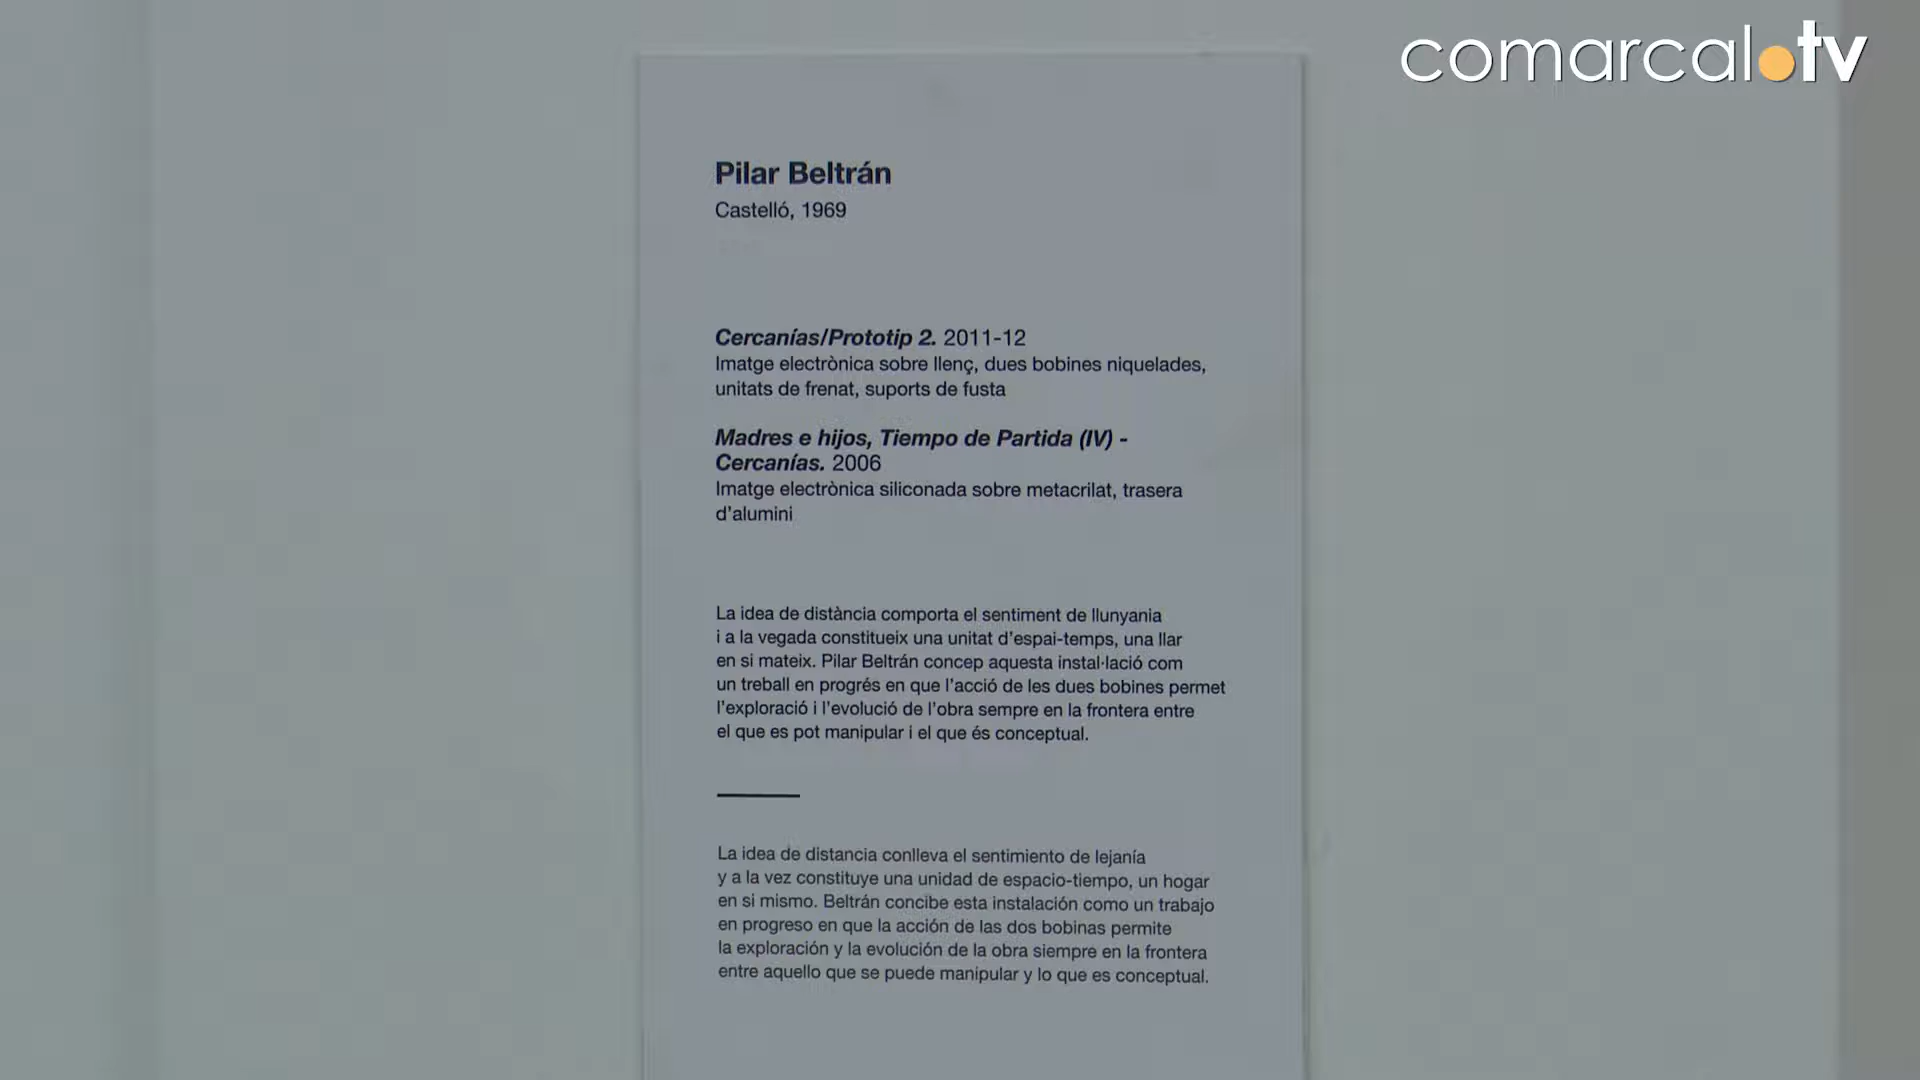 comarcal.tv
Pilar Beltrán
Castelló, 1969
Cercanías/Prototip 2. 2011-12
Imatge electrònica sobre llenç, dues bobines niquelades,
unitats de frenat, suports de fusta
Madres e hijos, Tiempo de Partida (IV) -
Cercanías. 2006
Imatge electrònica siliconada sobre metacrilat, trasera
d'alumini
La idea de distància comporta el sentiment de llunyania
i a la vegada constitueix una unitat d'espai-temps, una llar
en si mateix. Pilar Beltrán concep aquesta instal·lació com
un treball en progrés en que l'acció de les dues bobines permet
l'exploració i l'evolució de l'obra sempre en la frontera entre
el que es pot manipular i el que és conceptual.
La idea de distancia conlleva el sentimiento de lejanía
y a la vez constituye una unidad de espacio-tiempo, un hogar
en si mismo. Beltrán concibe esta instalación como un trabajo
en progreso en que la acción de las dos bobinas permite
la exploración y la evolución de la obra siempre en la frontera
entre aquello que se puede manipular y lo que es conceptual.